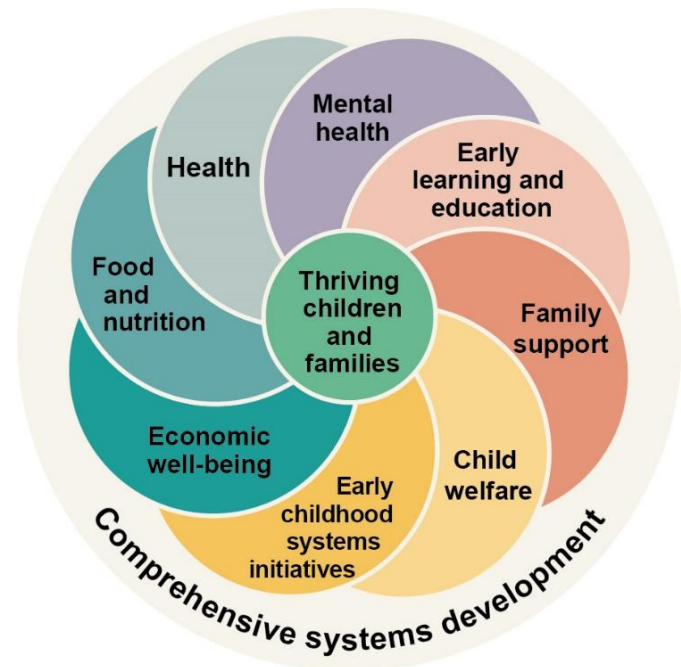 Mental
health
Early
learning and
education
Health
Family
support
Food
and
nutrition
Thriving
children
and
families
Economic
well-being
Child
welfare
Early
childhood
systems
initiatives
Comprehensive systems development